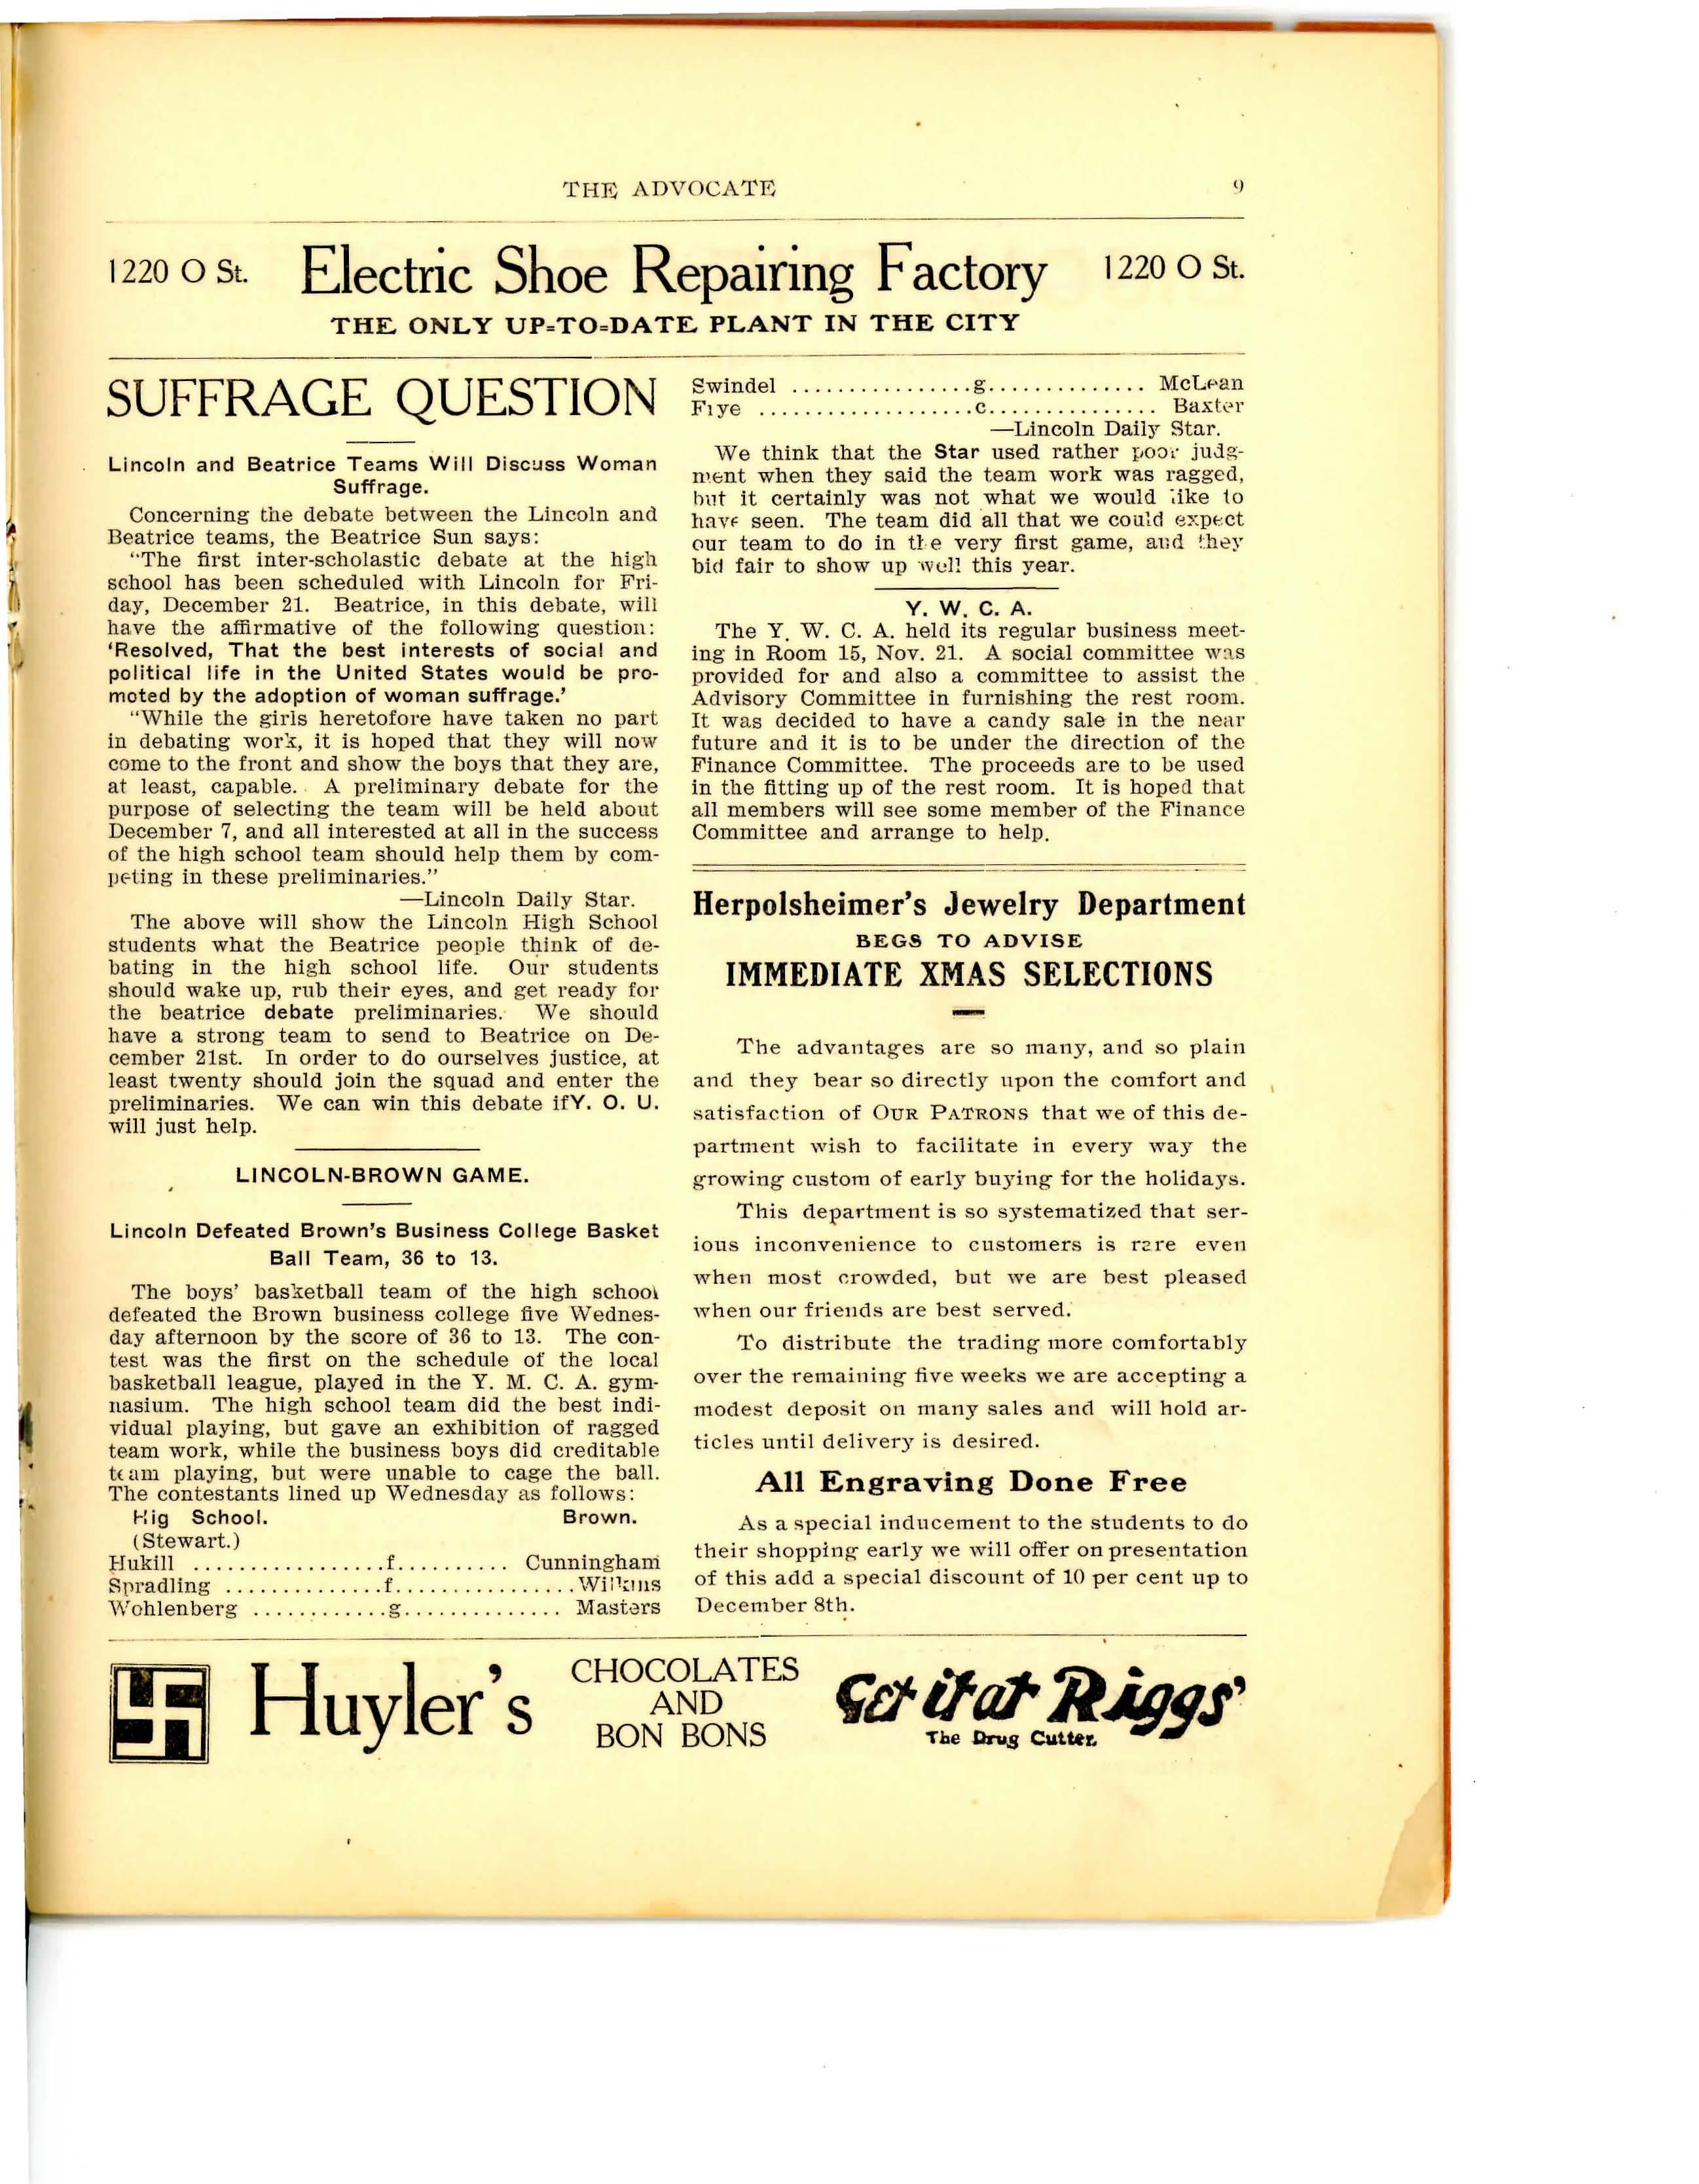 THE ADVOCATE 9
1220 O St. Electric Shoe Repairing Factory 1220 O St.
THE ONLY UP=TO=DATE PLANT IN THE CITY
SUFFRAGE QUESTION
Lincoln and Beatrice Teams Will Discuss Woman
Suffrage.
Concerning the debate between the Lincoln and
Beatrice teams, the Beatrice Sun says:
“The first inter-scholastic debate at the high
school has been scheduled with Lincoln for Fri-
day, December 21. Beatrice, in this debate, will
have the affirmative of the following question:
‘Resolved, That the best interests of social and
political life in the United States would be pro-
moted by the adoption of woman suffrage.’
“While the girls heretofore have taken no part
in debating work, it is hoped that they will now
come to the front and show the boys that they are,
at least, capable. A preliminary debate for the
purpose of selecting the team will be held about
December 7, and all interested at all in the success
of the high school team should help them by com-
peting in these preliminaries.”
—Lincoln Daily Star.
The above will show the Lincoln High School
students what the Beatrice people think of de-
bating in the high school life. Our students
should wake up, rub their eyes, and get ready for
the beatrice debate preliminaries. We should
have a strong team to send to Beatrice on De-
cember 21st. In order to do ourselves justice, at
least twenty should join the squad and enter the
preliminaries. We can win this debate ifY. O. U.
will just help.
LINCOLN-BROWN GAME.
Lincoln Defeated Brown’s Business College Basket
Ball Team, 36 to 13.
The boys’ basketball team of the high school
defeated the Brown business college five Wednes-
day afternoon by the score of 36 to 13. The con-
test was the first on the schedule of the local
basketball league, played in the Y. M. C. A. gym-
nasium. The high school team did the best indi-
vidual playing, but gave an exhibition of ragged
team work, while the business boys did creditable
team playing, but were unable to cage the ball.
The contestants lined up Wednesday as follows:
Hig School. Brown.
(Stewart.)
Hukill .................f.......... Cunningham
Spradling ..............f................Wilkins
Wohlenberg ............g.............. Masters
Swindel ................g.............. McLean
Frye ...................c............... Baxter
—Lincoln Daily Star.
We think that the Star used rather poor judg-
ment when they said the team work was ragged,
but it certainly was not what we would like to
have seen. The team did all that we could expect
our team to do in the very first game, and they
bid fair to show up well this year.
Y. W. C. A.
The Y. W. C. A. held its regular business meet-
ing in Room 15, Nov. 21. A social committee was
provided for and also a committee to assist the
Advisory Committee in furnishing the rest room.
It was decided to have a candy sale in the near
future and it is to be under the direction of the
Finance Committee. The proceeds are to be used
in the fitting up of the rest room. It is hoped that
all members will see some member of the Finance
Committee and arrange to help.
Herpolsheimer’s Jewelry Department
BEGS TO ADVISE
IMMEDIATE XMAS SELECTIONS
The advantages are so many, and so plain
and they bear so directly upon the comfort and
satisfaction of OUR PATRONS that we of this de-
partment wish to facilitate in every way the
growing custom of early buying for the holidays.
This department is so systematized that ser-
ious inconvenience to customers is rare even
when most crowded, but we are best pleased
when our friends are best served.
To distribute the trading more comfortably
over the remaining five weeks we are accepting a
modest deposit on many sales and will hold ar-
ticles until delivery is desired.
All Engraving Done Free
As a special inducement to the students to do
their shopping early we will offer on presentation
of this add a special discount of 10 per cent up to
December 8th.
Huyler’s
CHOCOLATES
AND
BON BONS
Get it at Riggs’
The Drug Cutter.